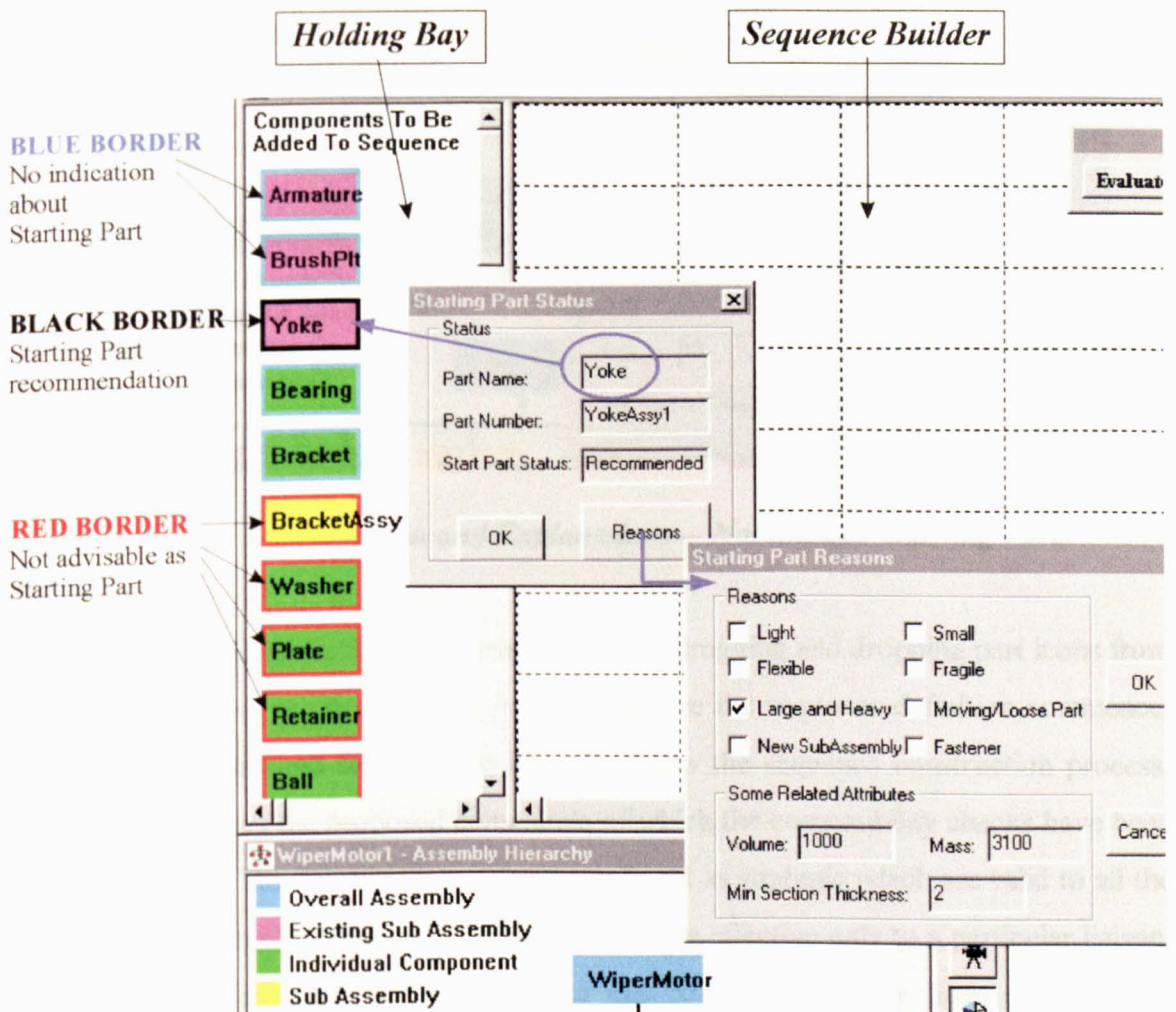 Holding Bay
Sequence Builder
BLUE BORDER
No indication
about
Starting Part
BLACK BORDER
Starting Part
recommendation
RED BORDER
Not advisable as
Starting Part
Components To Be
Added To Sequence
Armature
BrushPlt
Yoke
Bearing
Bracket
BracketAssy
Washer
Plate
Retainer
Ball
Evaluat
Starting Part Status
Status
Part Name: Yoke
Part Number: YokeAssy1
Start Part Status: Recommended
OK Reasons
Starting Part Reasons
Reasons
Light Small
Flexible Fragile
Large and Heavy Moving/Loose Part
New SubAssembly Fastener
OK
Some Related Attributes
Volume: 1000 Mass: 3100
Min Section Thickness: 2
Cance
WiperMotor1 - Assembly Hierarchy
Overall Assembly
Existing Sub Assembly
Individual Component
Sub Assembly
WiperMotor